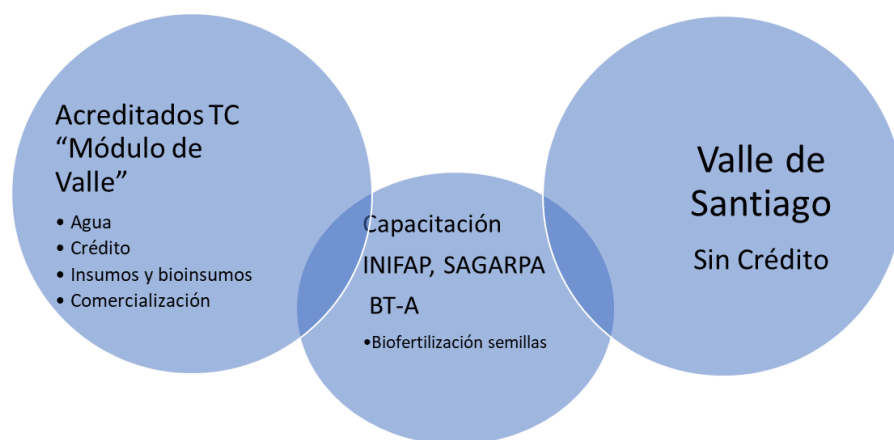 Acreditados TC
“Módulo de
Valle”
• Agua
• Crédito
• Insumos y bioinsumos
• Comercialización
Capacitación
INIFAP, SAGARPA
BT-A
•Biofertilización semillas
Valle de
Santiago
Sin Crédito